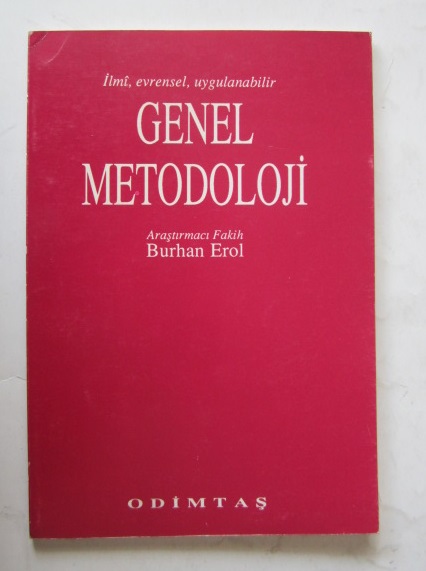 İlmî, evrensel, uygulanabilir
GENEL
METODOLOJİ
Araştırmacı Fakih
Burhan Erol
ODİMTAŞ